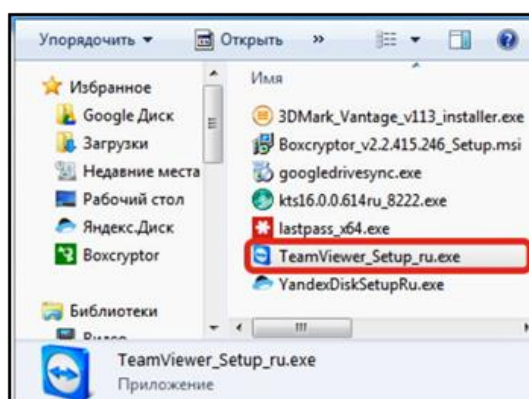 Упорядочить Открыть »
Избранное
Google Диск
Загрузки
Недавние места
Рабочий стол
Яндекс.Диск
Boxcryptor
Библиотеки
Видео
Имя
3DMark_Vantage_v113_installer.exe
Boxcryptor_v2.2.415.246_Setup.msi
googledrivesync.exe
kts16.0.0.614ru_8222.exe
lastpass_x64.exe
TeamViewer_Setup_ru.exe
YandexDiskSetupRu.exe
TeamViewer_Setup_ru.exe
Приложение